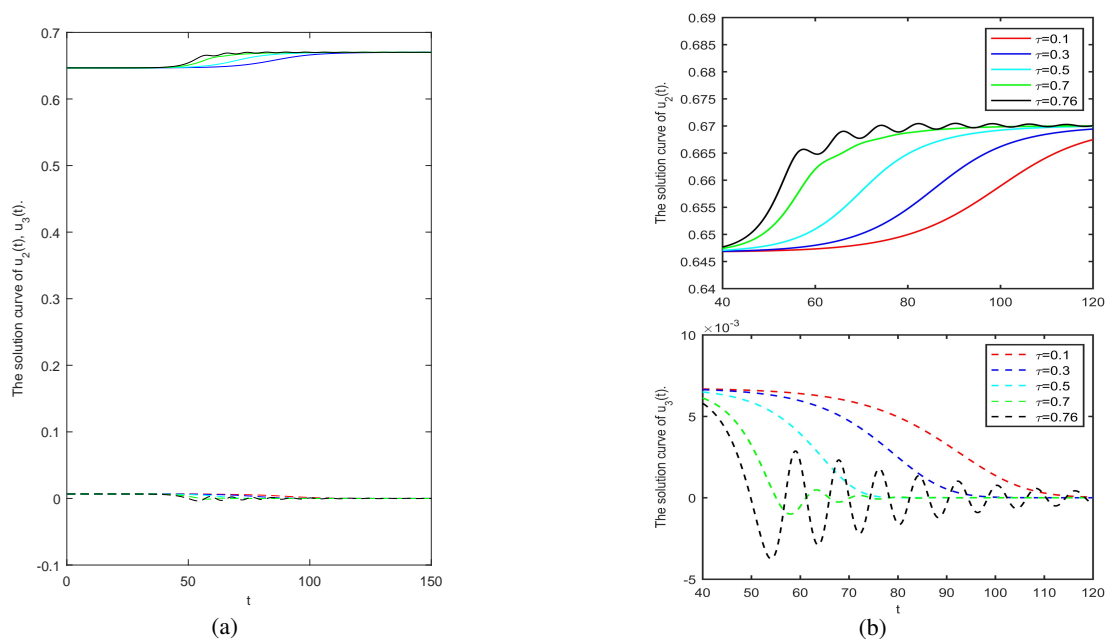 The solution curve of u2(t), u3(t).
0.7
0.6
0.5
0.4
0.3
0.2
0.1
0
-0.1
0 50 100 150
t
(a)
The solution curve of u2(t).
0.69
0.685
0.68
0.675
0.67
0.665
0.66
0.655
0.65
0.645
0.64
40 60 80 100 120
τ=0.1
τ=0.3
τ=0.5
τ=0.7
τ=0.76
The solution curve of u3(t).
×10-3
10
5
0
-5
40 50 60 70 80 90 100 110 120
t
τ=0.1
τ=0.3
τ=0.5
τ=0.7
τ=0.76
(b)